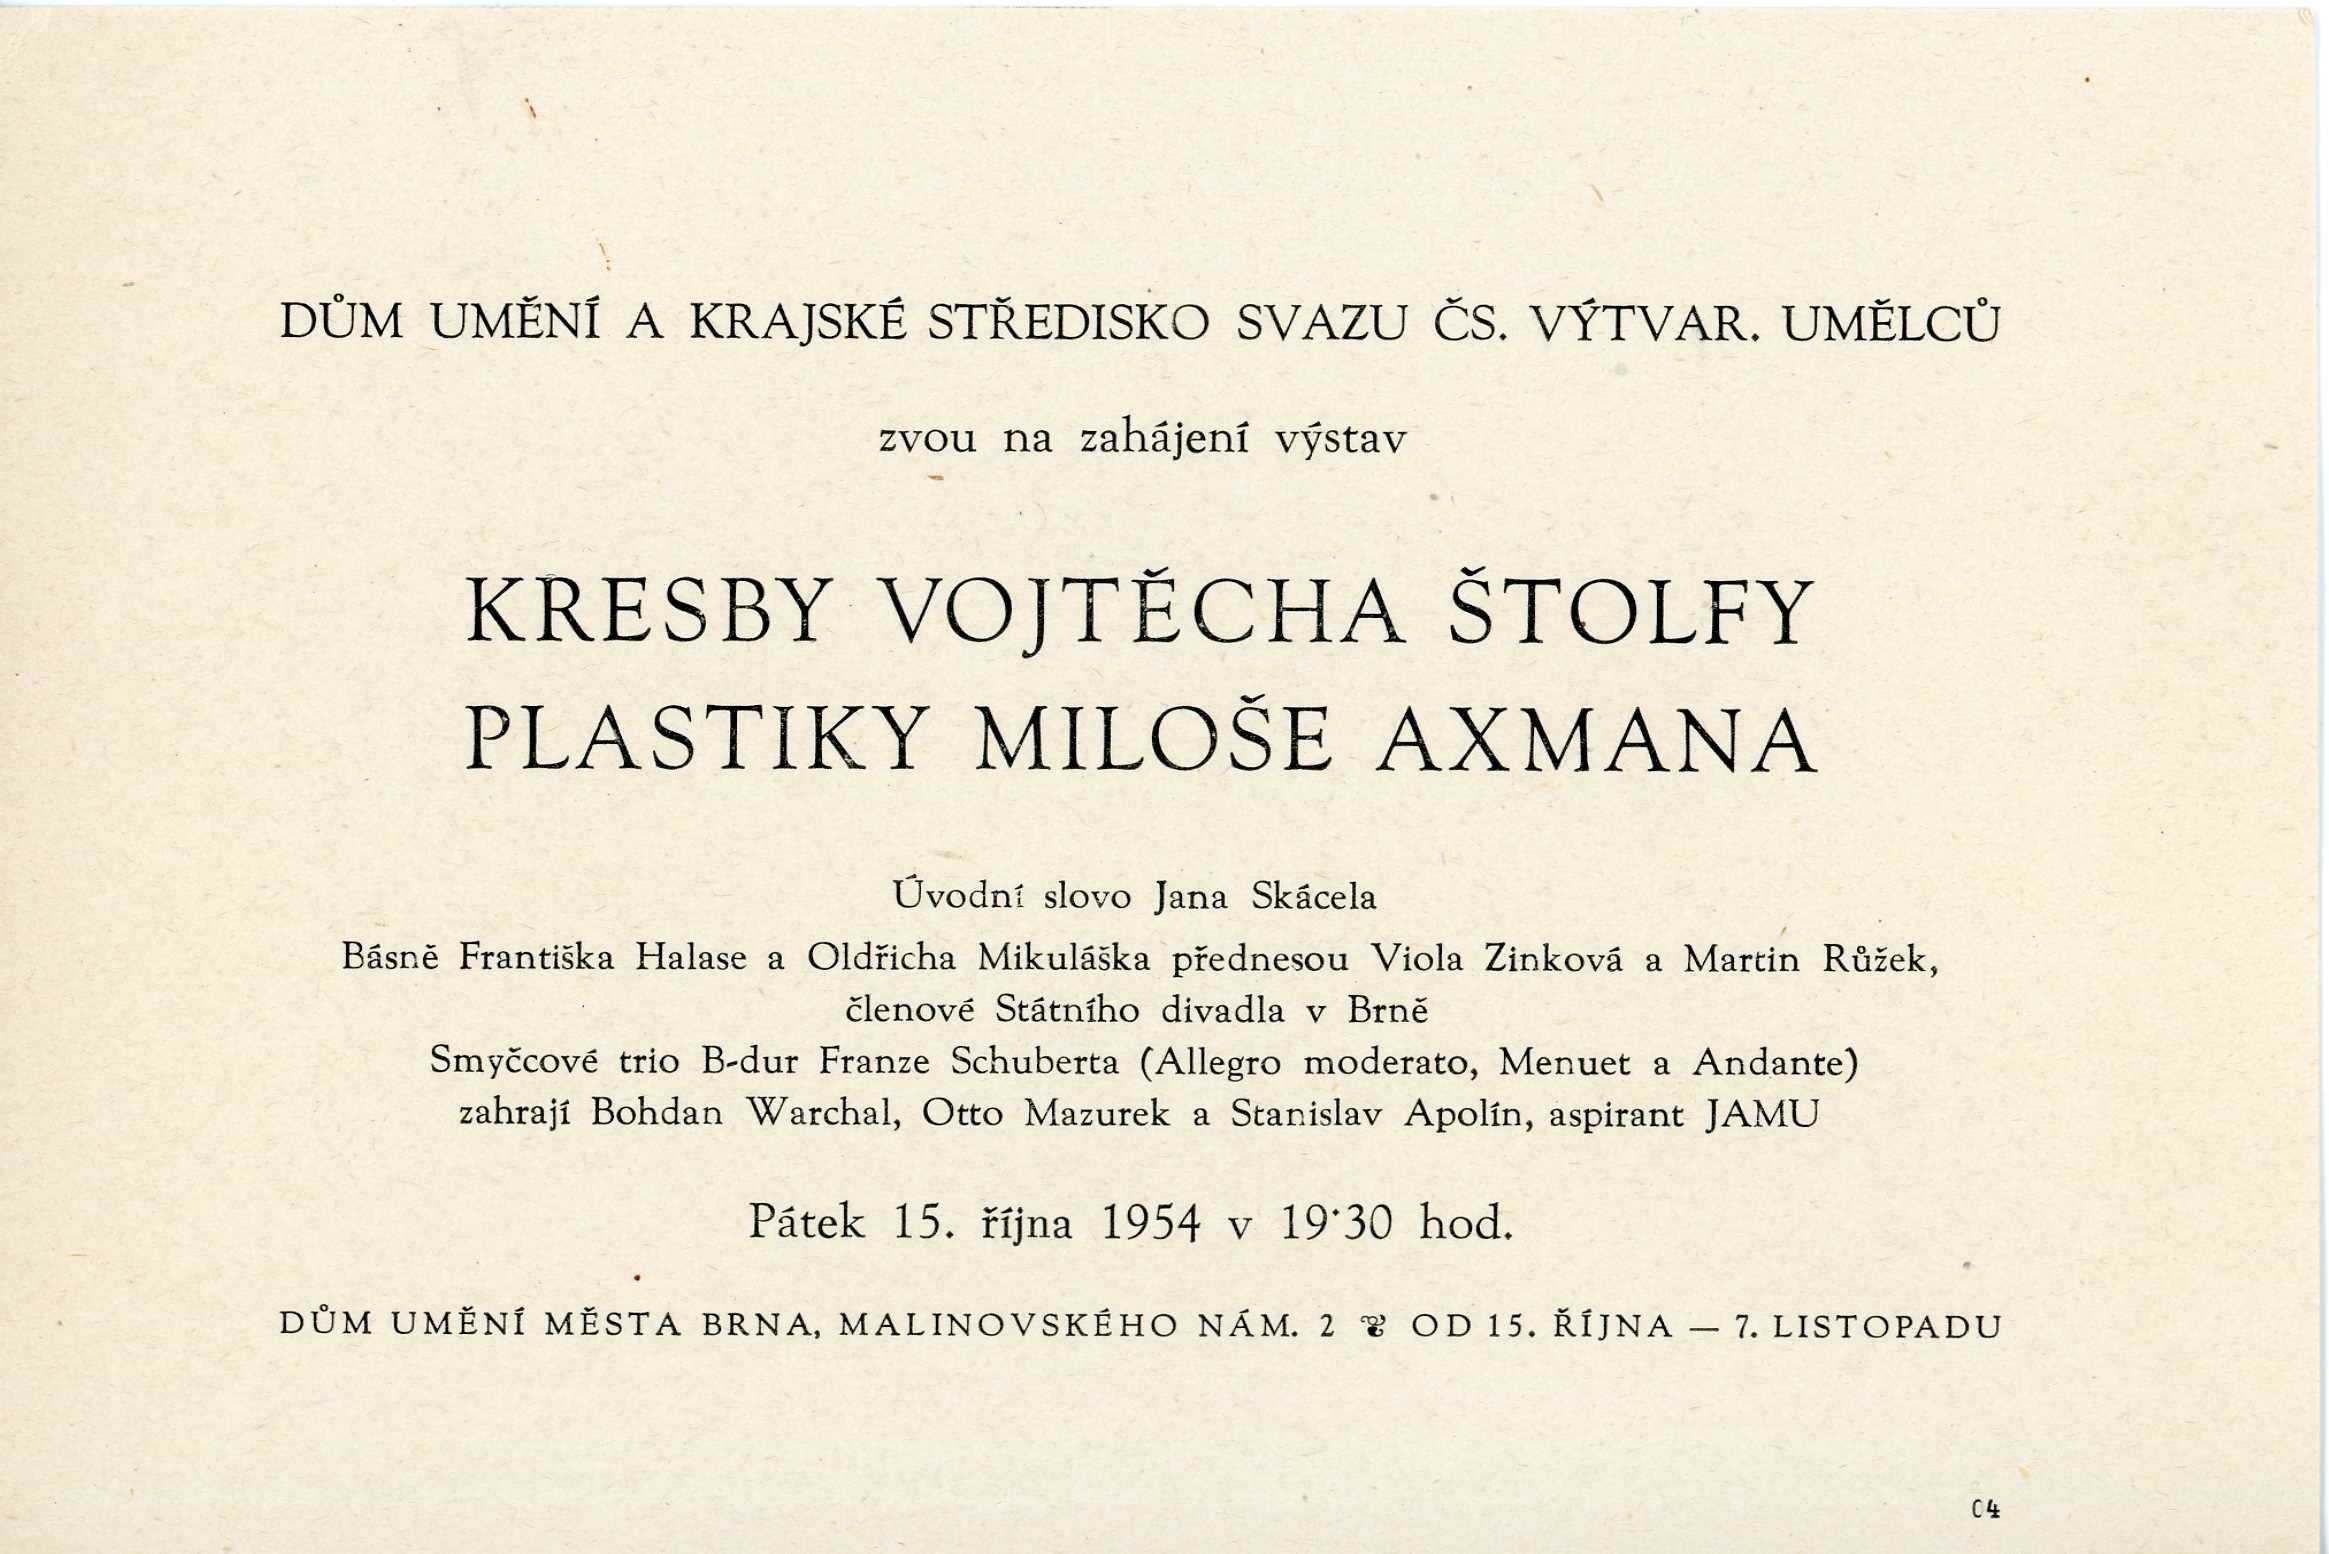 DŮM UMĚNÍ A KRAJSKÉ STŘEDISKO SVAZU ČS. VÝTVAR. UMĚLCŮ
zvou na zahájení výstav
KRESBY VOJTĚCHA ŠTOLFY
PLASTIKY MILOŠE AXMANA
Úvodní slovo Jana Skácela
Básně Františka Halase a Oldřicha Mikuláška přednesou Viola Zinková a Martin Růžek,
členové Státního divadla v Brně
Smyčcové trio B-dur Franze Schuberta (Allegro moderato, Menuet a Andante)
zahrají Bohdan Warchal, Otto Mazurek a Stanislav Apolín, aspirant JAMU
Pátek 15. října 1954 v 19·30 hod.
DŮM UMĚNÍ MĚSTA BRNA, MALINOVSKÉHO NÁM. 2 ❦ OD 15. ŘÍJNA — 7. LISTOPADU
04